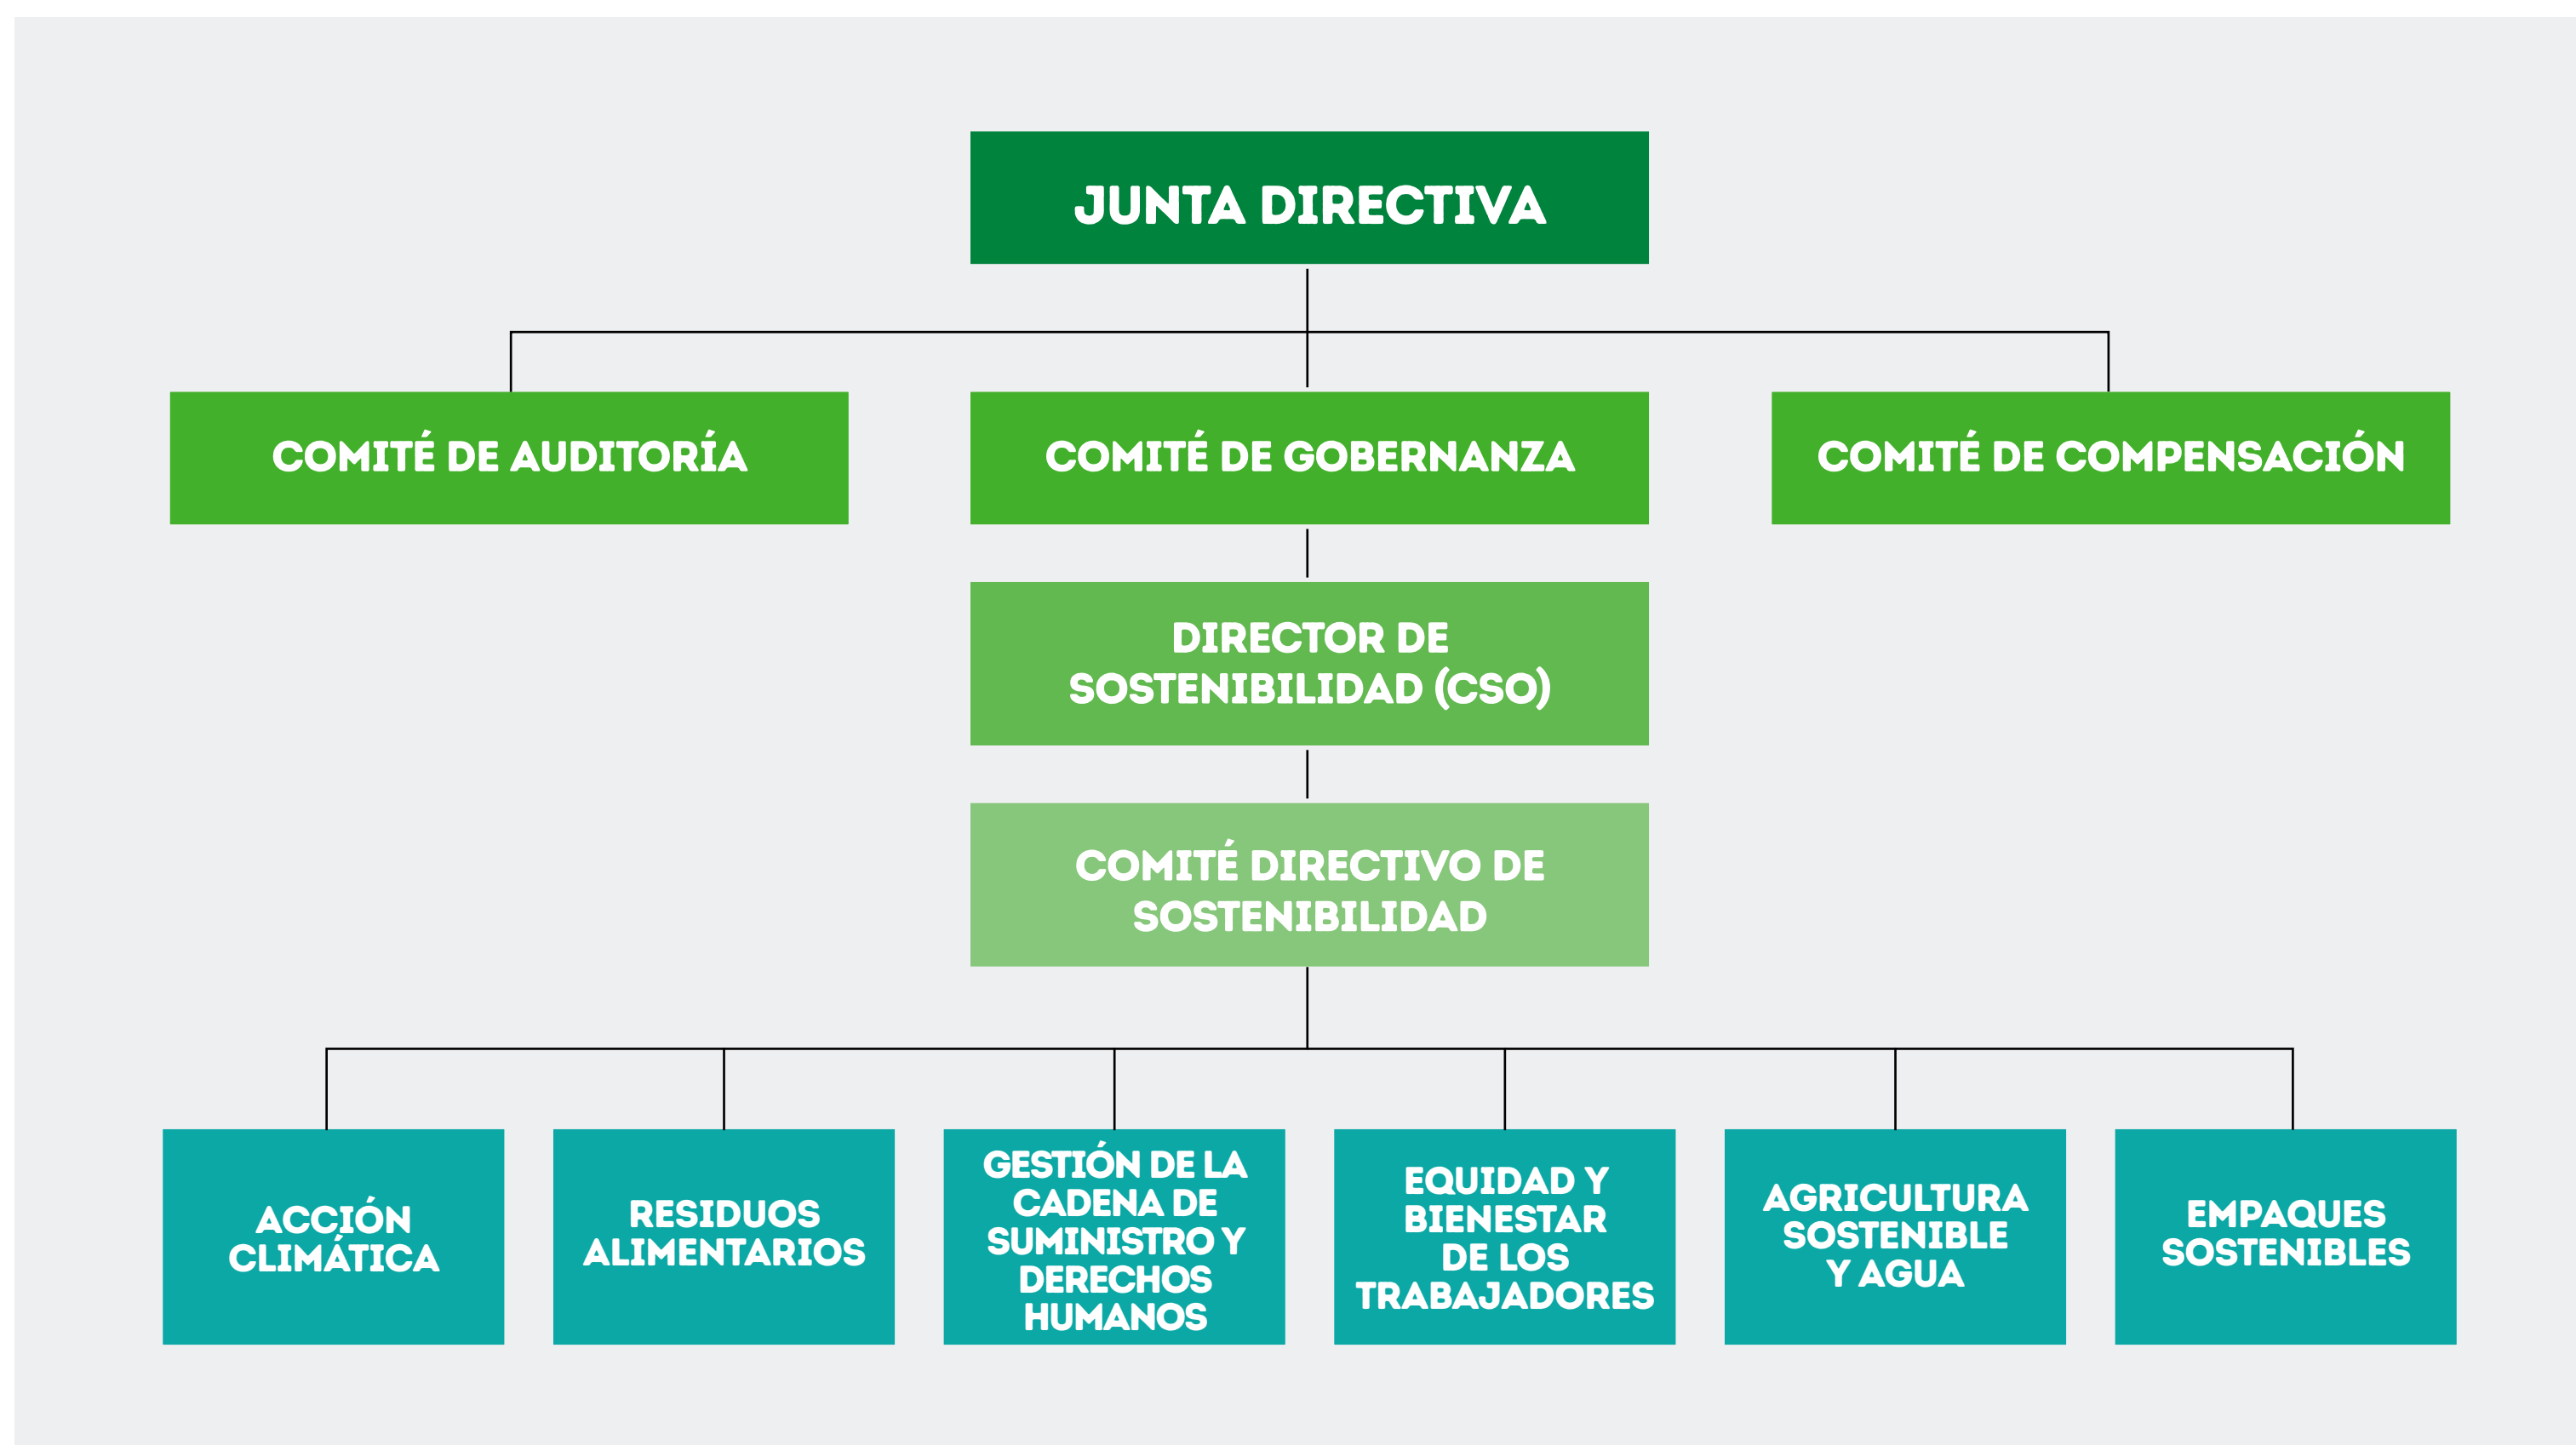 JUNTA DIRECTIVA
COMITÉ DE AUDITORÍA
COMITÉ DE GOBERNANZA
COMITÉ DE COMPENSACIÓN
DIRECTOR DE
SOSTENIBILIDAD (CSO)
COMITÉ DIRECTIVO DE
SOSTENIBILIDAD
ACCIÓN
CLIMÁTICA
RESIDUOS
ALIMENTARIOS
GESTIÓN DE LA
CADENA DE
SUMINISTRO Y
DERECHOS
HUMANOS
EQUIDAD Y
BIENESTAR
DE LOS
TRABAJADORES
AGRICULTURA
SOSTENIBLE
Y AGUA
EMPAQUES
SOSTENIBLES